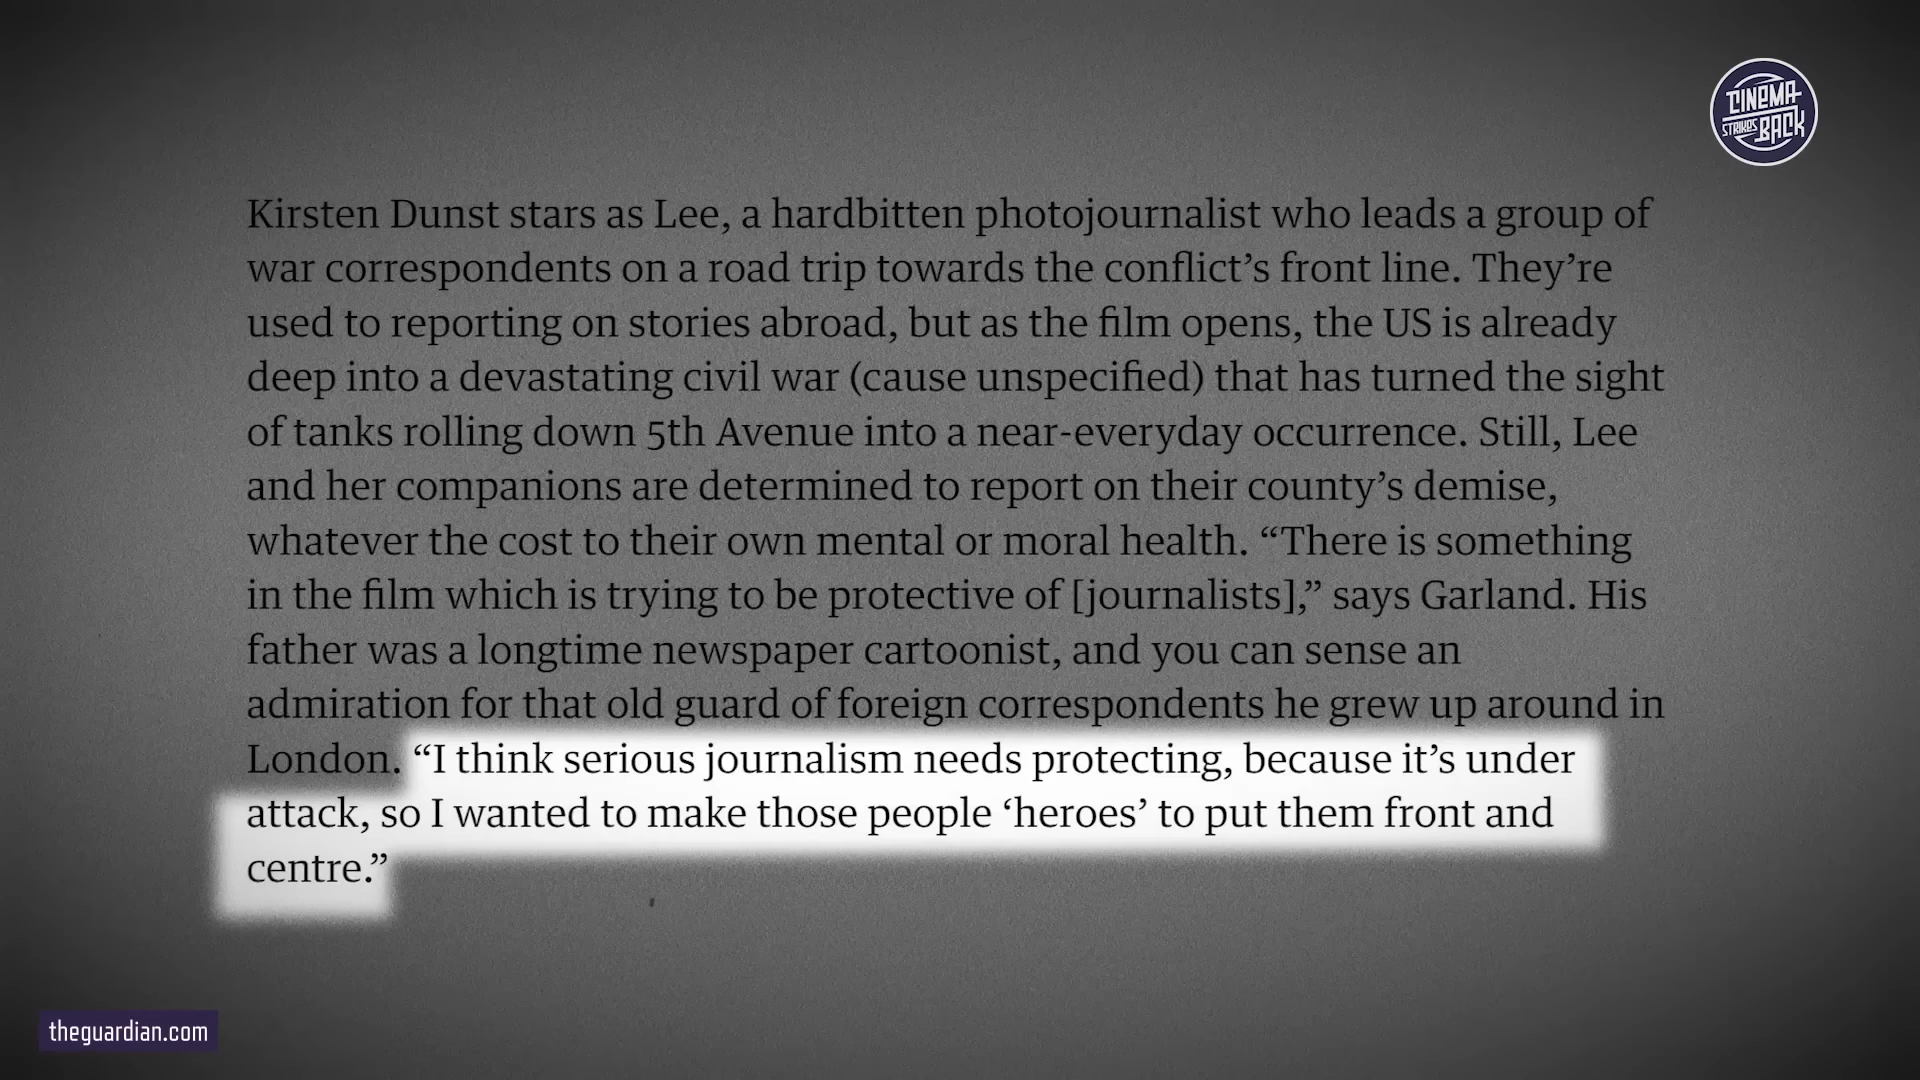 CINEMA
STRIKES BACK
Kirsten Dunst stars as Lee, a hardbitten photojournalist who leads a group of
war correspondents on a road trip towards the conflict’s front line. They’re
used to reporting on stories abroad, but as the film opens, the US is already
deep into a devastating civil war (cause unspecified) that has turned the sight
of tanks rolling down 5th Avenue into a near-everyday occurrence. Still, Lee
and her companions are determined to report on their county’s demise,
whatever the cost to their own mental or moral health. “There is something
in the film which is trying to be protective of [journalists],” says Garland. His
father was a longtime newspaper cartoonist, and you can sense an
admiration for that old guard of foreign correspondents he grew up around in
London. “I think serious journalism needs protecting, because it’s under
attack, so I wanted to make those people ‘heroes’ to put them front and
centre.”
theguardian.com